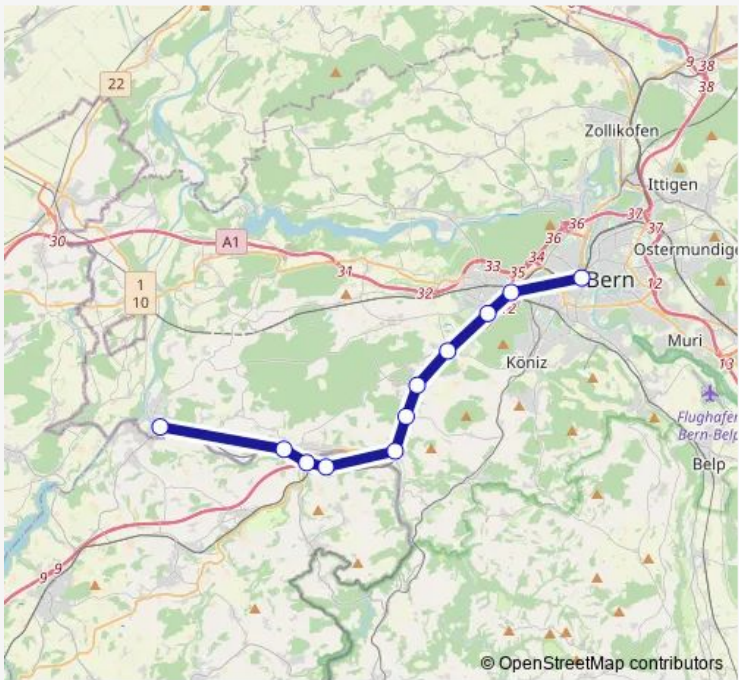 22
9
38
38
Zollikofen
Ittigen
30
A1
36
36
37
37
34
Ostermundige
33
35
31
32
12
Bern
1
10
Muri
Köniz
13
Flughafen
Bern-Belp
Belp
9
9
© OpenStreetMap contributors